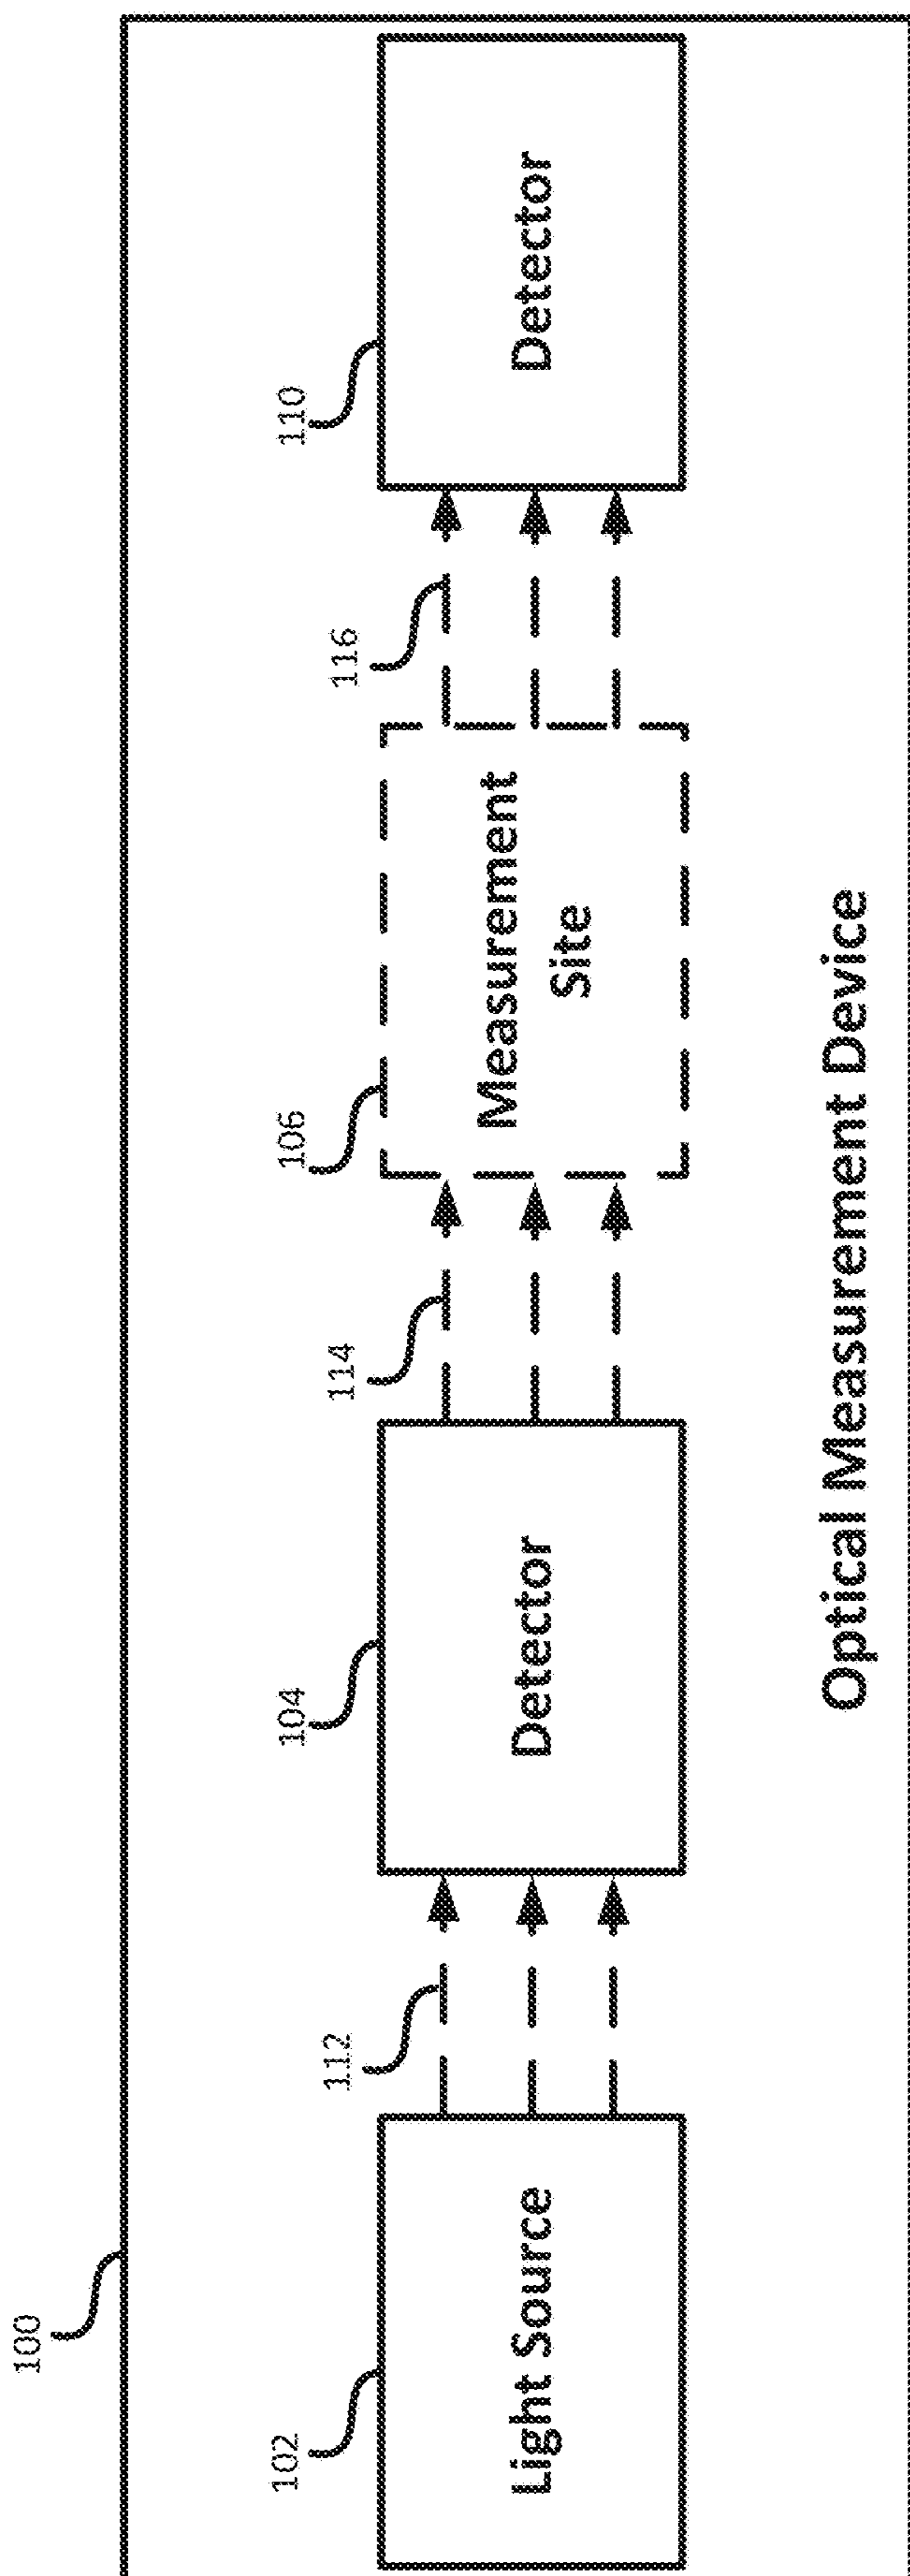 100
102
112
104
114
106
116
110
Light Source
Detector
Measurement
Site
Detector
Optical Measurement Device